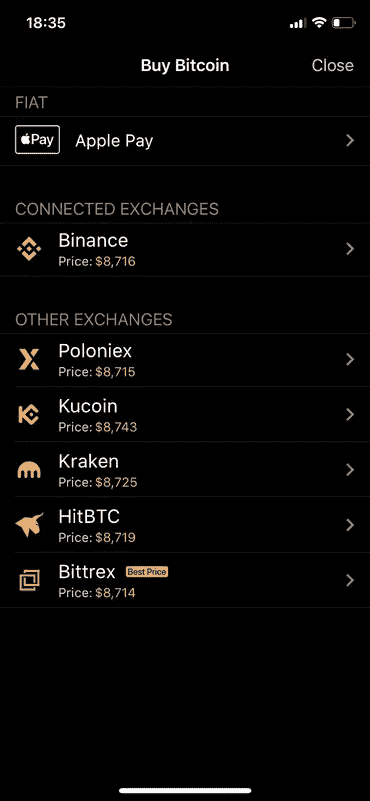 18:35
Buy Bitcoin
Close
FIAT
Pay
Apple Pay
CONNECTED EXCHANGES
Binance
Price: $8,716
OTHER EXCHANGES
Poloniex
Price: $8,715
Kucoin
Price: $8,743
Kraken
Price: $8,725
HitBTC
Price: $8,719
Bittrex Best Price
Price: $8,714